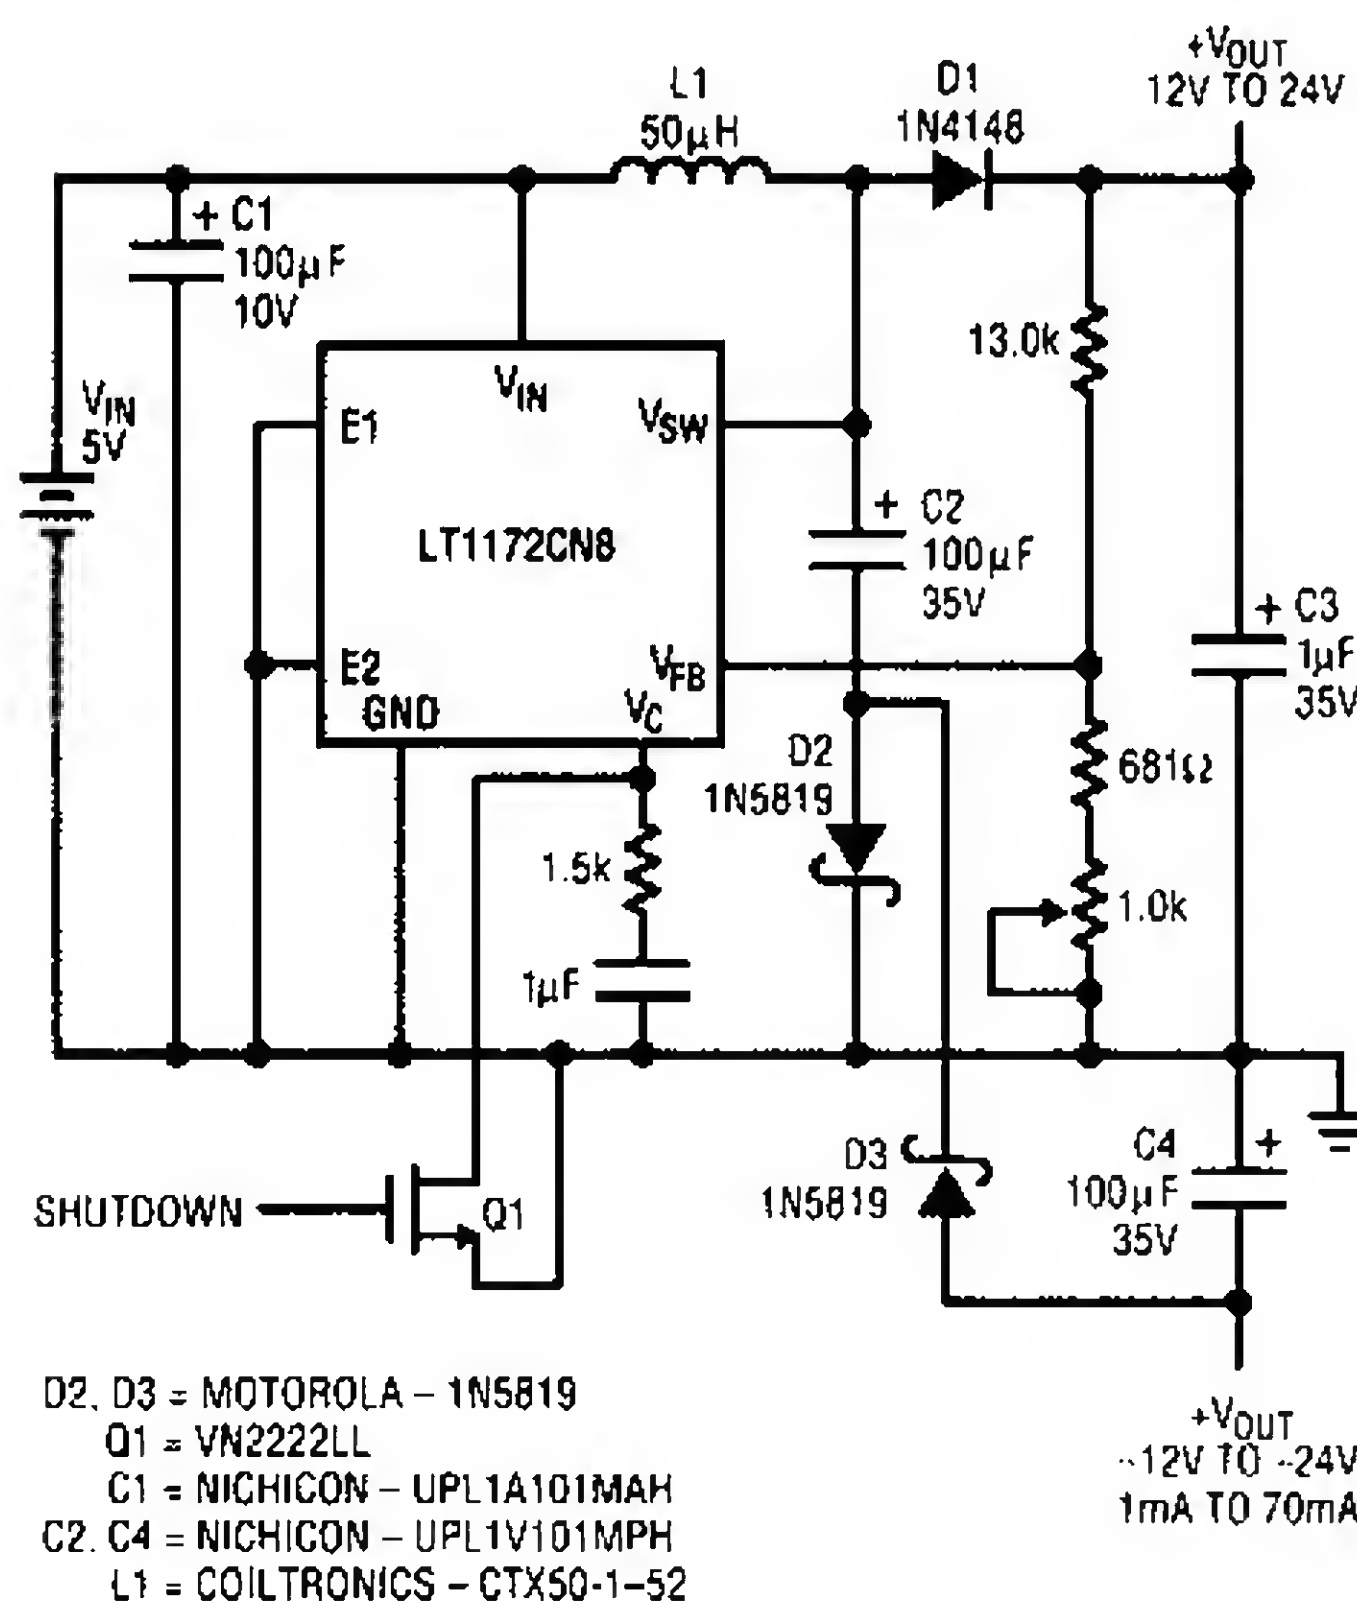 +VOUT
12V TO 24V
L1
50µH
D1
1N4148
+ C1
100µF
10V
13.0k
VIN
5V
VIN
E1
VSW
LT1172CN8
+ C2
100µF
35V
+ C3
1µF
35V
E2
VFB
GND
VC
D2
1N5819
681Ω
1.5k
1.0k
1µF
D3
1N5819
C4 +
100µF
35V
SHUTDOWN
Q1
D2, D3 = MOTOROLA – 1N5819
Q1 = VN2222LL
C1 = NICHICON – UPL1A101MAH
C2, C4 = NICHICON – UPL1V101MPH
L1 = COILTRONICS – CTX50-1–52
+VOUT
–12V TO –24V
1mA TO 70mA